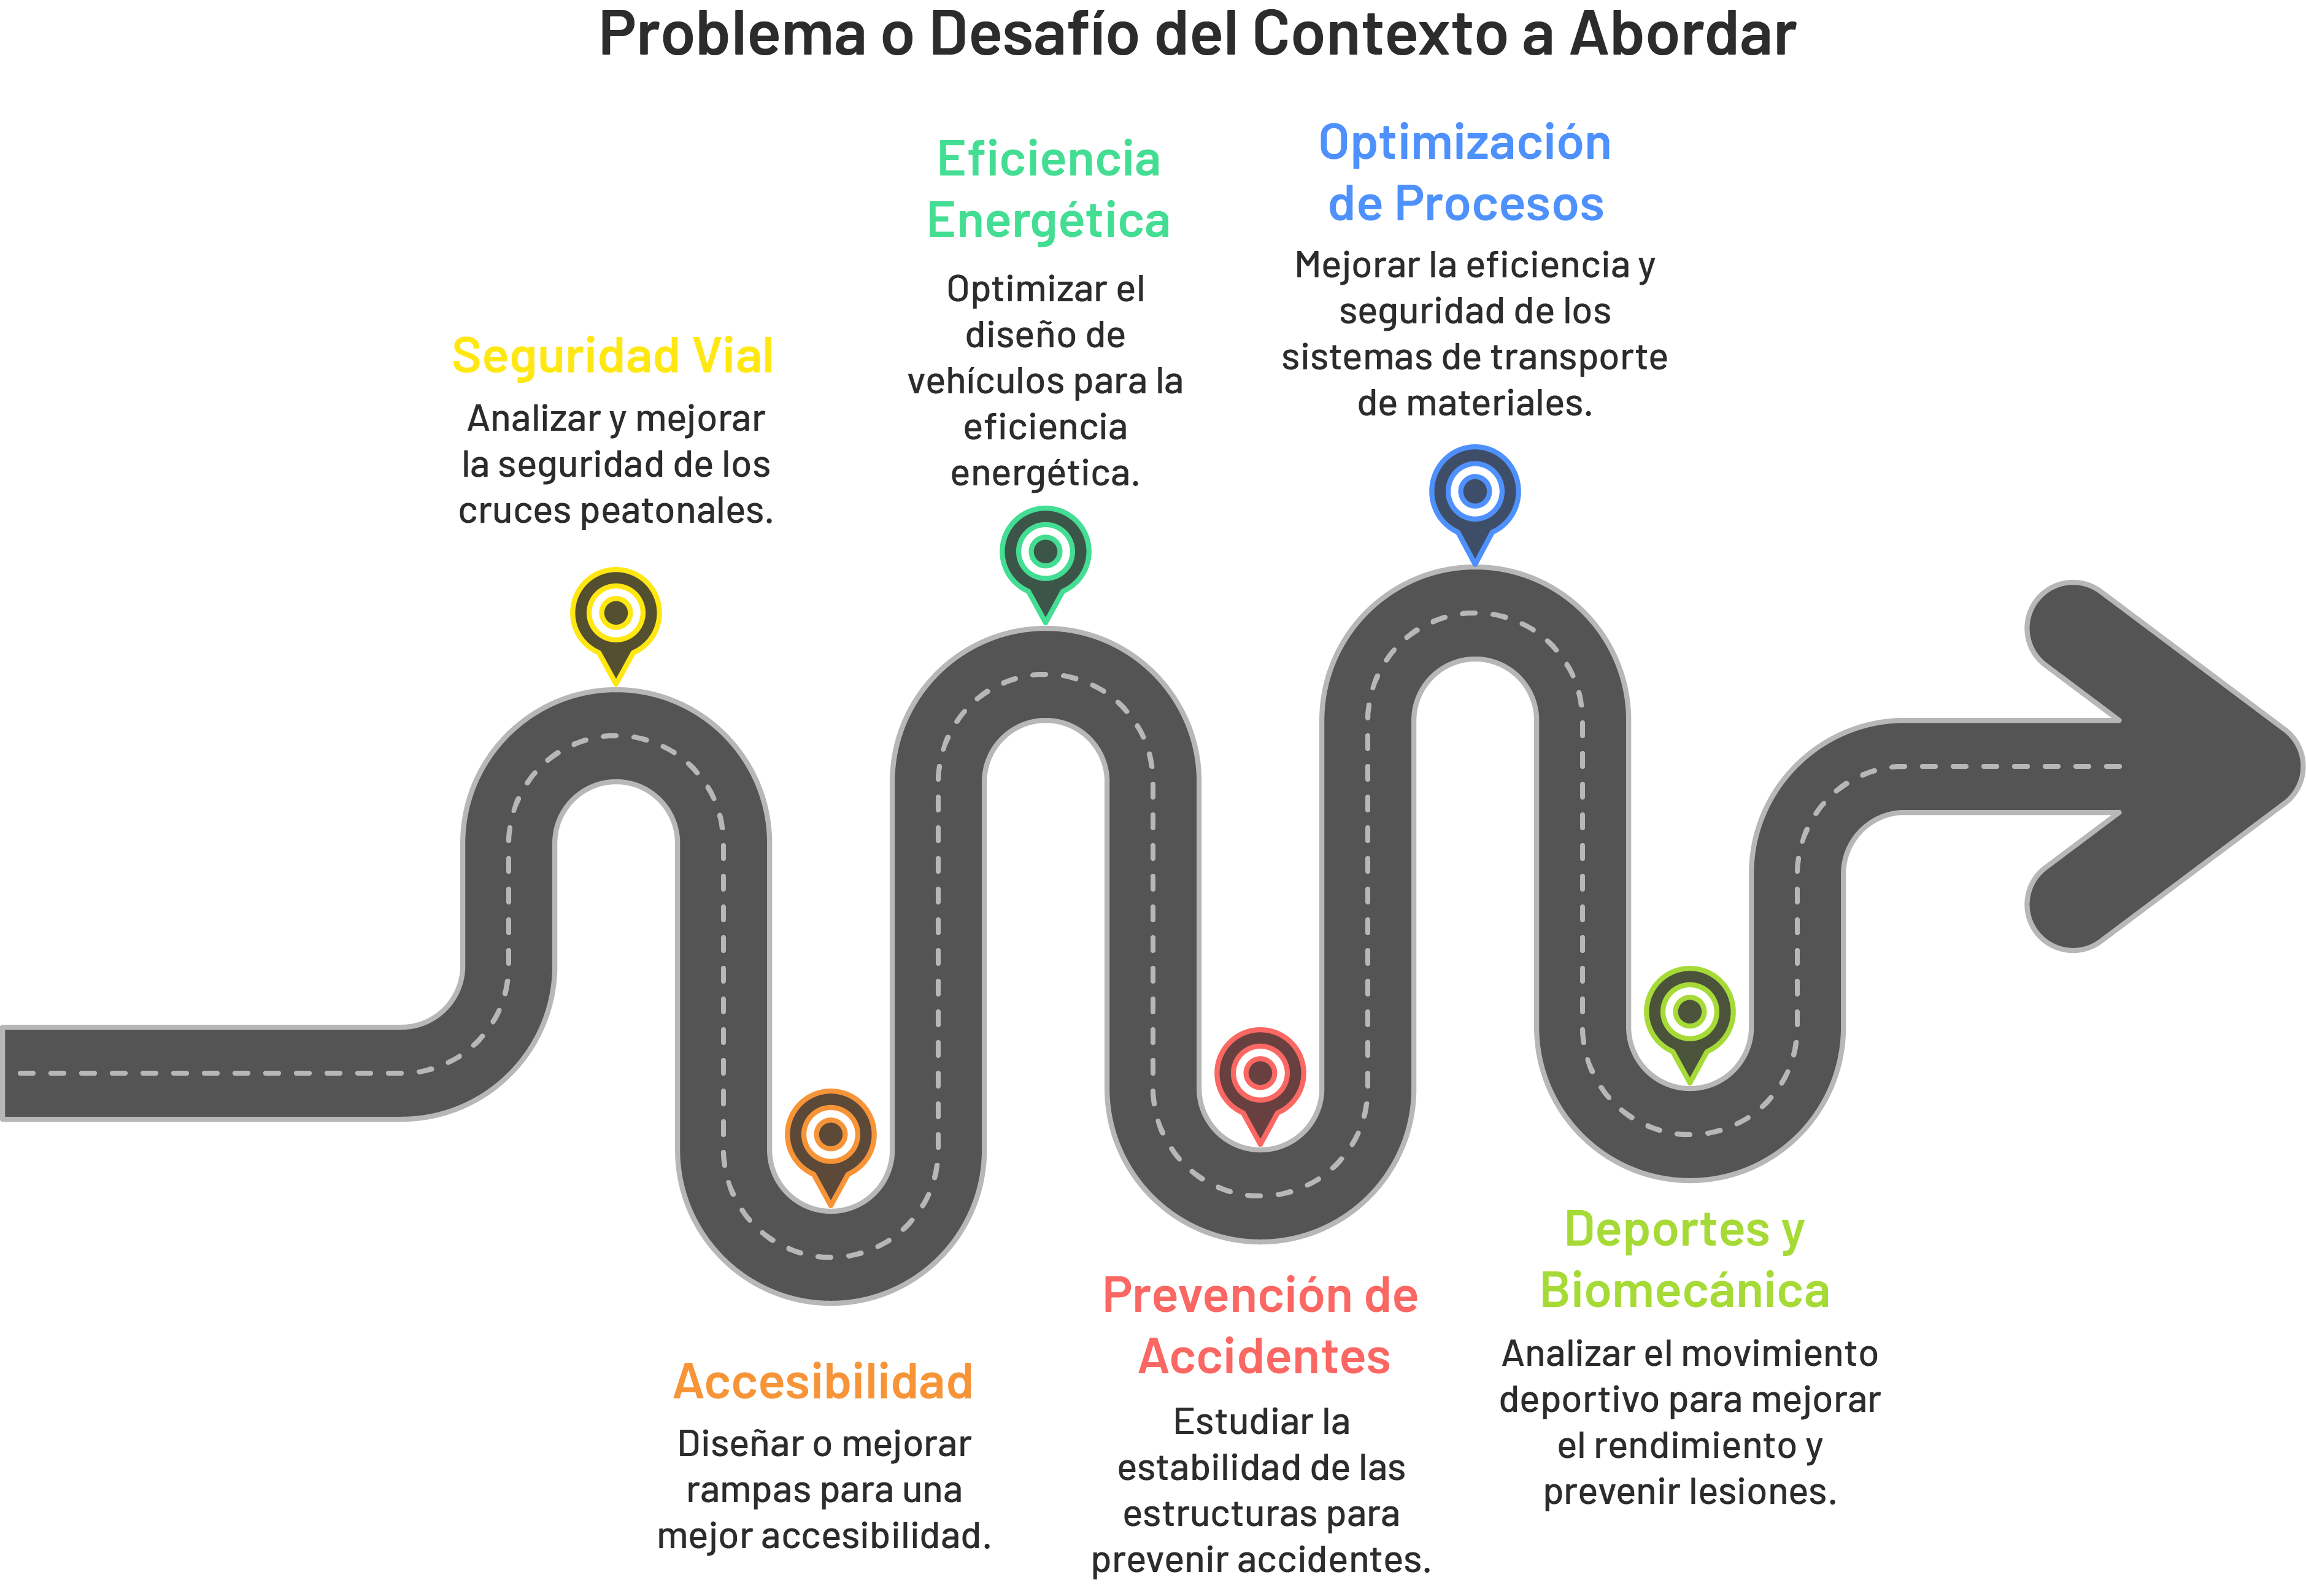 Problema o Desafío del Contexto a Abordar
Seguridad Vial
Analizar y mejorar
la seguridad de los
cruces peatonales.
Accesibilidad
Diseñar o mejorar
rampas para una
mejor accesibilidad.
Eficiencia
Energética
Optimizar el
diseño de
vehículos para la
eficiencia
energética.
Prevención de
Accidentes
Estudiar la
estabilidad de las
estructuras para
prevenir accidentes.
Optimización
de Procesos
Mejorar la eficiencia y
seguridad de los
sistemas de transporte
de materiales.
Deportes y
Biomecánica
Analizar el movimiento
deportivo para mejorar
el rendimiento y
prevenir lesiones.